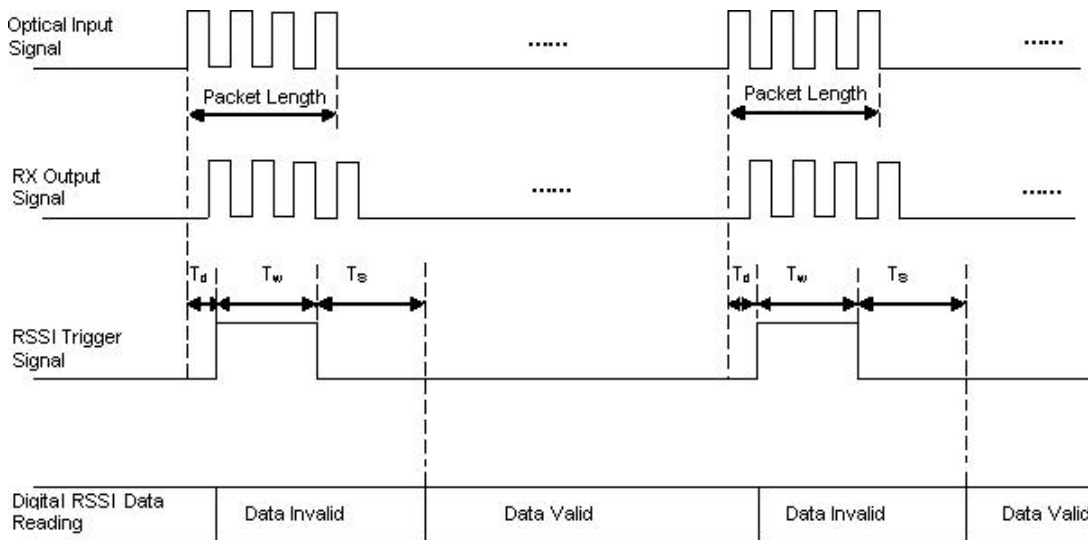 Optical Input
Signal
......
......
Packet Length
Packet Length
RX Output
Signal
......
......
Td
Tw
Ts
Td
Tw
Ts
RSSI Trigger
Signal
Digital RSSI Data
Reading
Data Invalid
Data Valid
Data Invalid
Data Valid